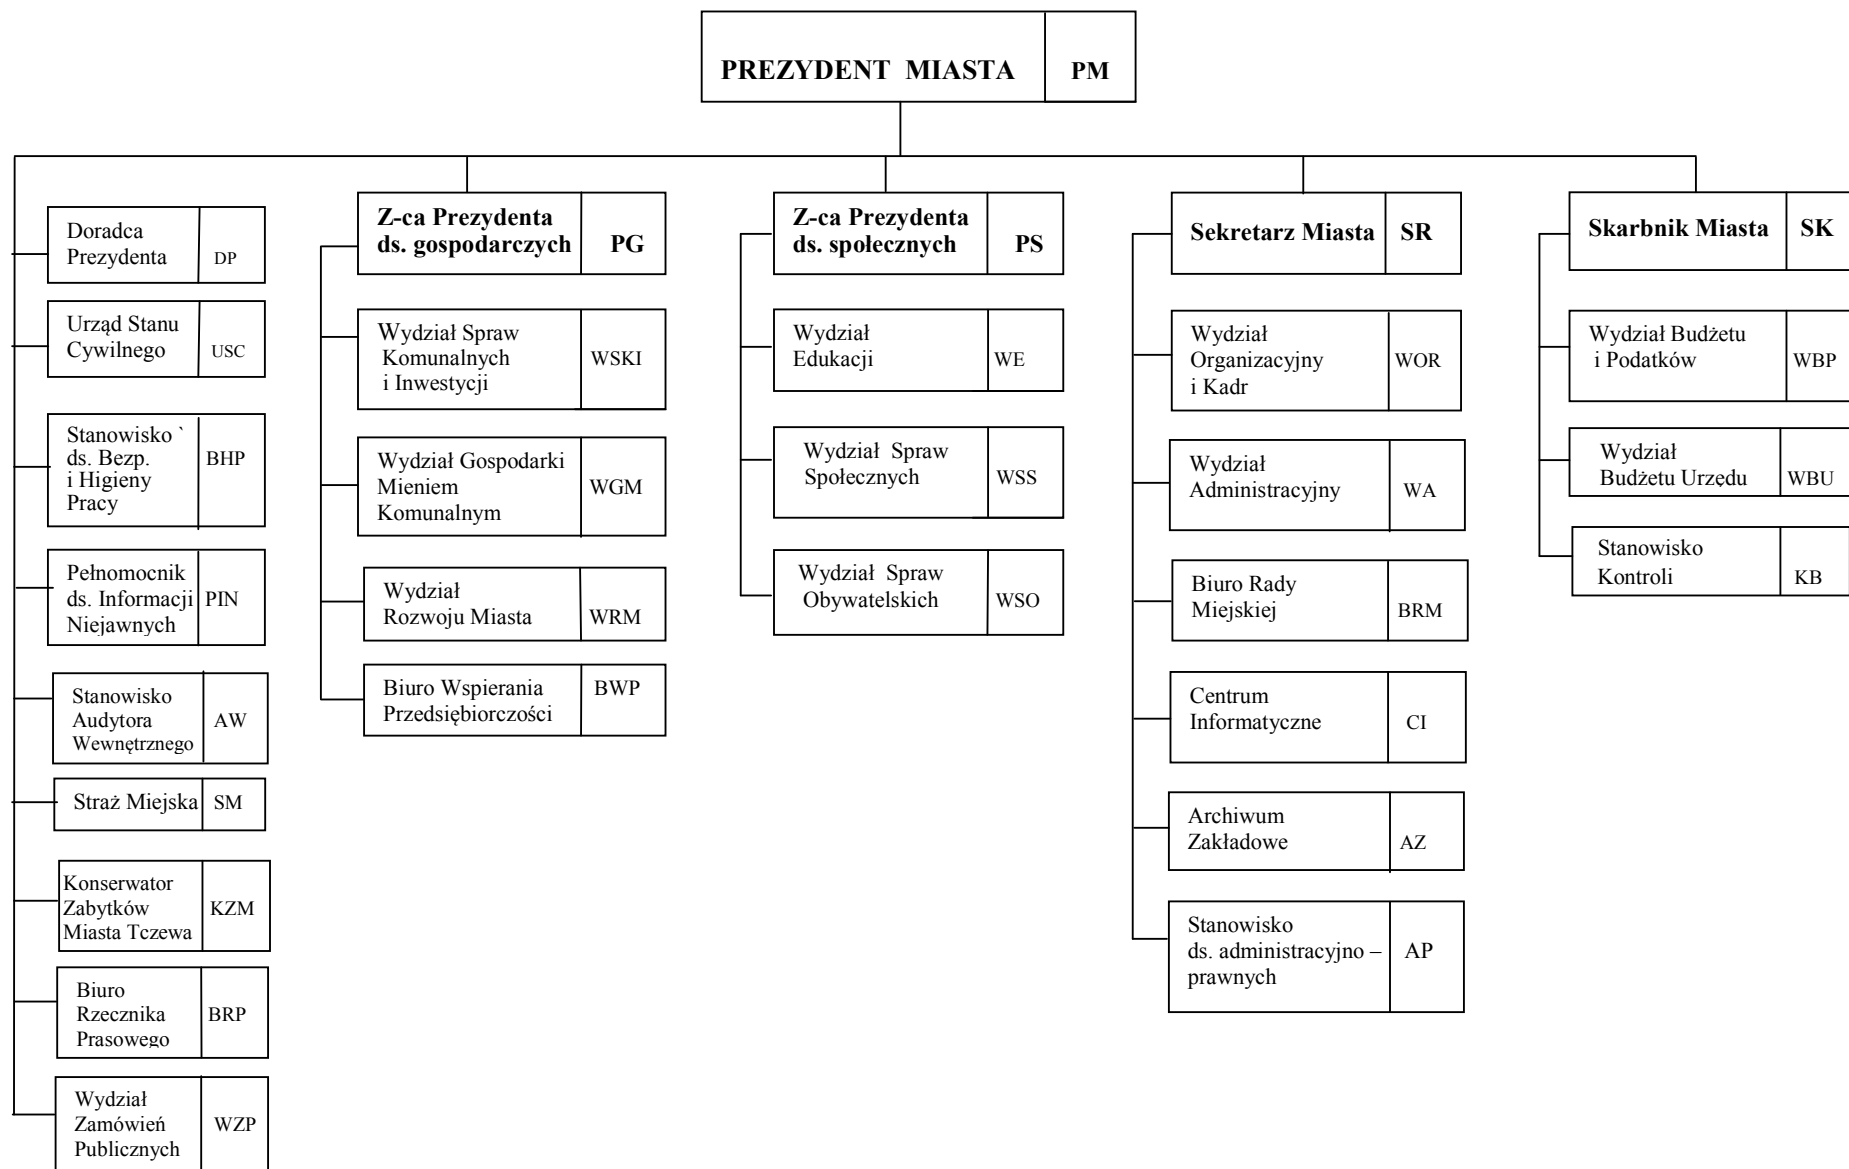 PREZYDENT MIASTA PM
Doradca
Prezydenta DP
Urząd Stanu
Cywilnego USC
Stanowisko `
ds. Bezp. BHP
i Higieny
Pracy
Pełnomocnik
ds. Informacji PIN
Niejawnych
Stanowisko
Audytora AW
Wewnętrznego
Straż Miejska SM
Konserwator
Zabytków KZM
Miasta Tczewa
Biuro
Rzecznika BRP
Prasowego
Wydział
Zamówień WZP
Publicznych
Z-ca Prezydenta
ds. gospodarczych PG
Wydział Spraw
Komunalnych WSKI
i Inwestycji
Wydział Gospodarki
Mieniem WGM
Komunalnym
Wydział
Rozwoju Miasta WRM
Biuro Wspierania BWP
Przedsiębiorczości
Z-ca Prezydenta
ds. społecznych PS
Wydział
Edukacji WE
Wydział Spraw
Społecznych WSS
Wydział Spraw
Obywatelskich WSO
Sekretarz Miasta SR
Wydział
Organizacyjny WOR
i Kadr
Wydział
Administracyjny WA
Biuro Rady
Miejskiej BRM
Centrum
Informatyczne CI
Archiwum
Zakładowe AZ
Stanowisko
ds. administracyjno – AP
prawnych
Skarbnik Miasta SK
Wydział Budżetu
i Podatków WBP
Wydział
Budżetu Urzędu WBU
Stanowisko
Kontroli KB